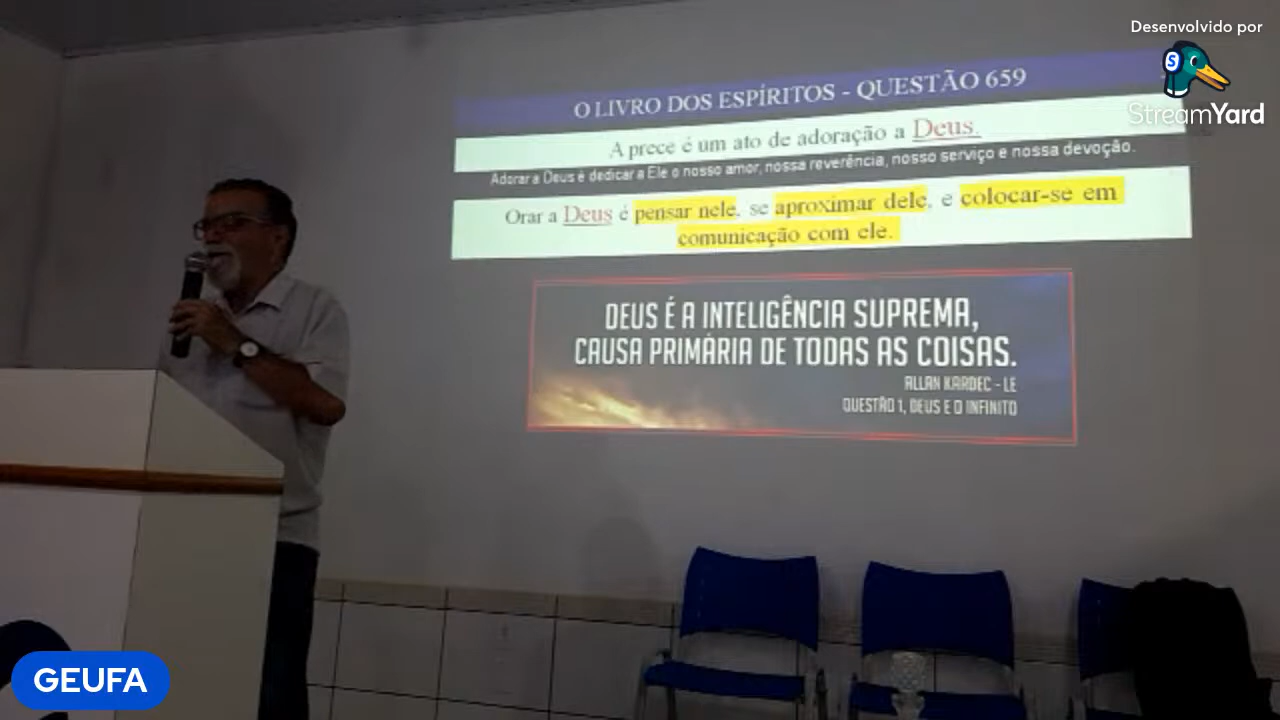 Desenvolvido por
StreamYard
O LIVRO DOS ESPÍRITOS - QUESTÃO 659
A prece é um ato de adoração a Deus.
Adorar a Deus é dedicar a Ele o nosso amor, nossa reverência, nosso serviço e nossa devoção.
Orar a Deus é pensar nele, se aproximar dele, e colocar-se em
comunicação com ele.
DEUS É A INTELIGÊNCIA SUPREMA,
CAUSA PRIMÁRIA DE TODAS AS COISAS.
ALLAN KARDEC - LE
QUESTÃO 1, DEUS E O INFINITO
GEUFA